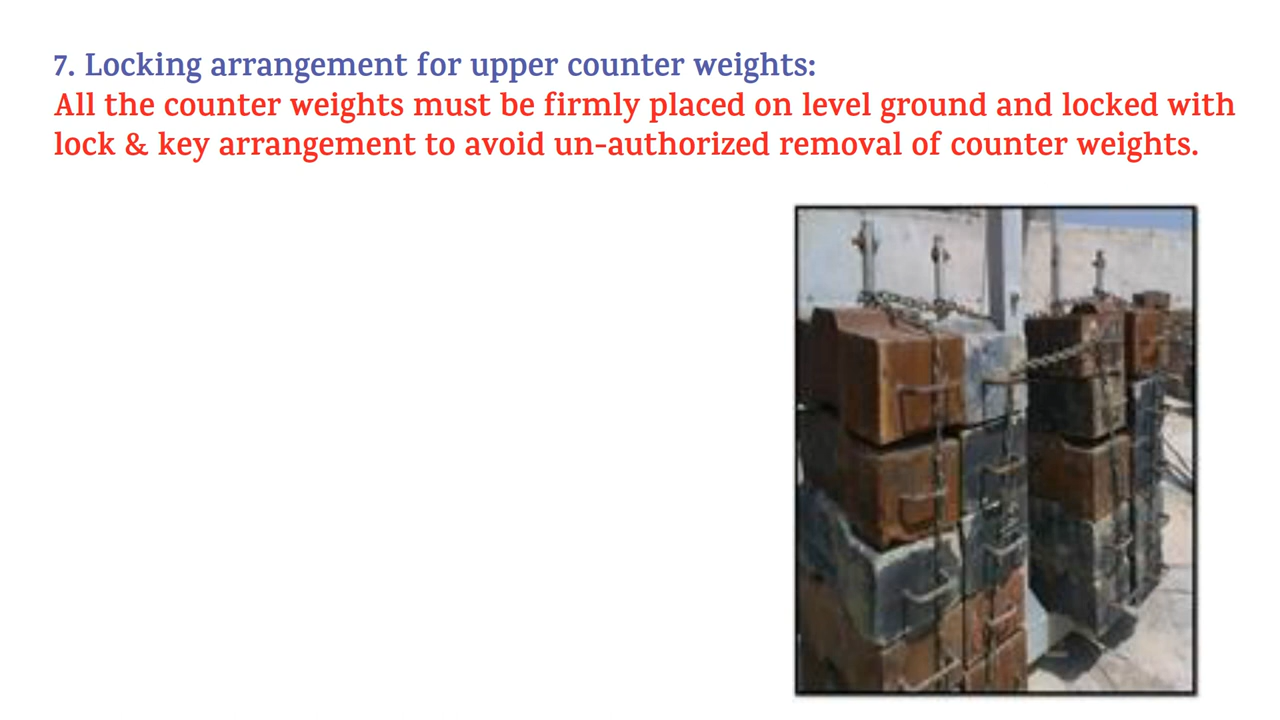 7. Locking arrangement for upper counter weights:
All the counter weights must be firmly placed on level ground and locked with
lock & key arrangement to avoid un-authorized removal of counter weights.